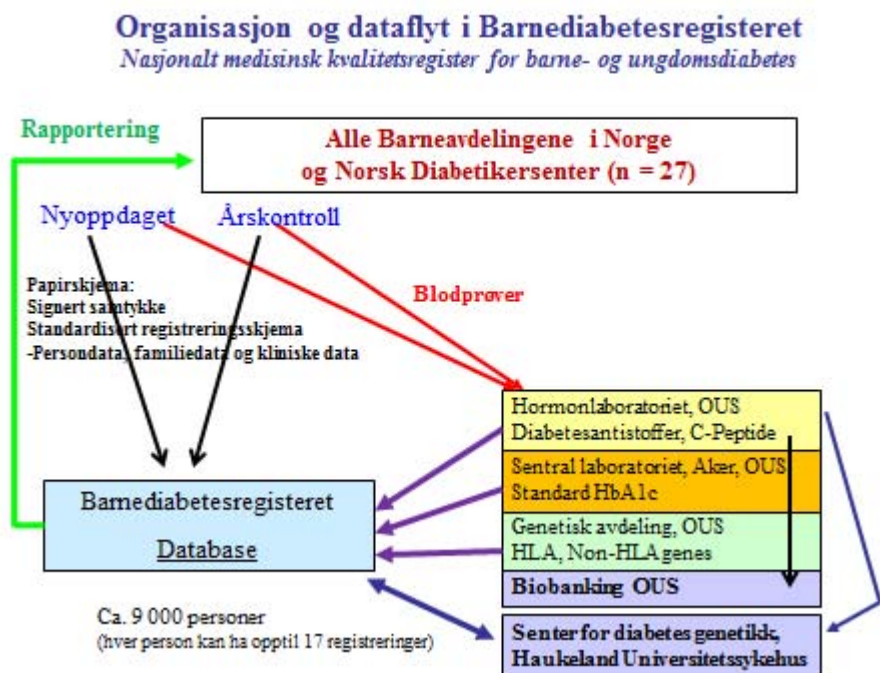 Organisasjon og dataflyt i Barnediabetesregisteret
Nasjonalt medisinsk kvalitetsregister for barne- og ungdomsdiabetes
Rapportering
Alle Barneavdelingene i Norge
og Norsk Diabetikersenter (n = 27)
Nyoppdaget
Årskontroll
Papirskjema:
Signert samtykke
Standardisert registreringsskjema
-Persondata, familiedata og kliniske data
Blodprøver
Hormonlaboratoriet, OUS
Diabetesantistoffer, C-Peptide
Sentral laboratoriet, Aker, OUS
Standard HbA1c
Genetisk avdeling, OUS
HLA, Non-HLA genes
Biobanking OUS
Senter for diabetes genetikk,
Haukeland Universitetssykehus
Barnediabetesregisteret
Database
Ca. 9 000 personer
(hver person kan ha opptil 17 registreringer)